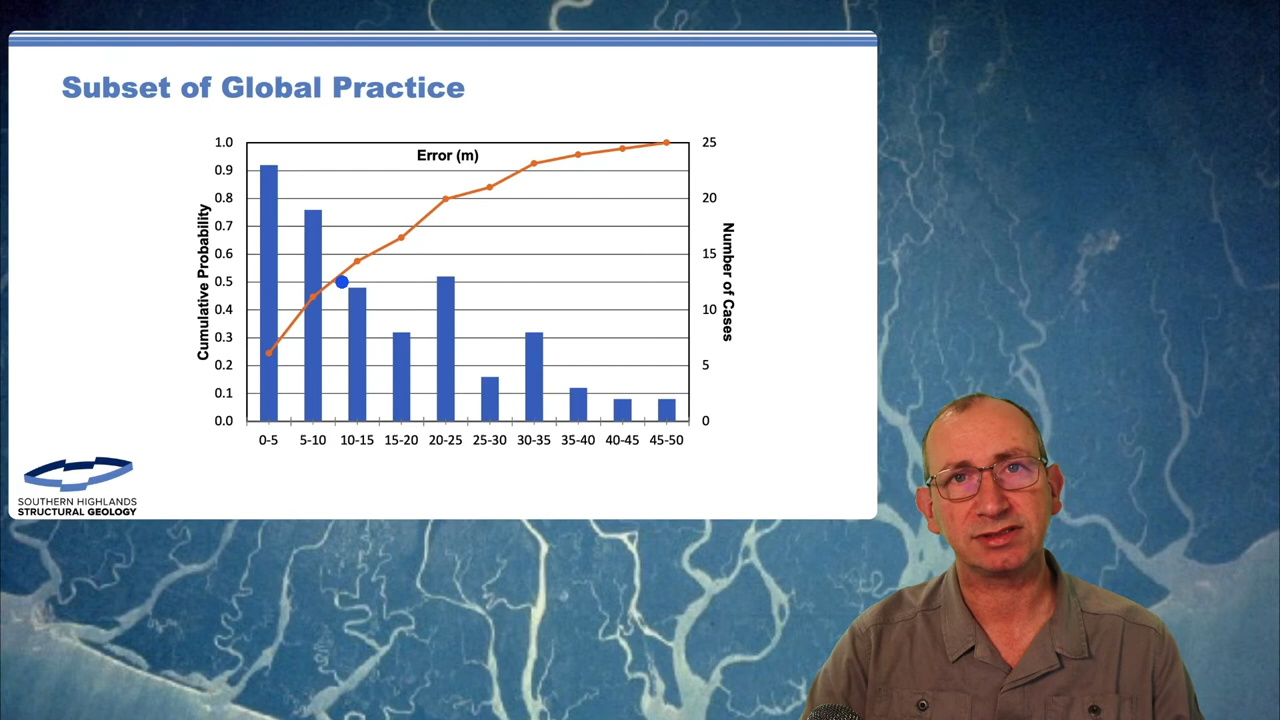 Subset of Global Practice
Error (m)
Cumulative Probability
1.0
0.9
0.8
0.7
0.6
0.5
0.4
0.3
0.2
0.1
0.0
25
20
15
10
5
0
Number of Cases
0-5 5-10 10-15 15-20 20-25 25-30 30-35 35-40 40-45 45-50
SOUTHERN HIGHLANDS
STRUCTURAL GEOLOGY